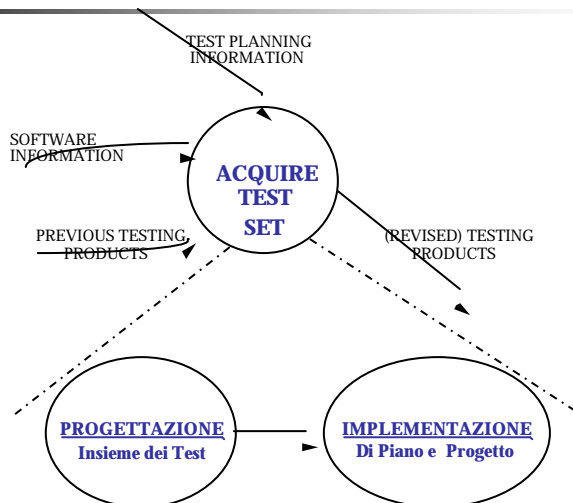 TEST PLANNING
INFORMATION
SOFTWARE
INFORMATION
ACQUIRE
TEST
SET
PREVIOUS TESTING
PRODUCTS
(REVISED) TESTING
PRODUCTS
PROGETTAZIONE
Insieme dei Test
IMPLEMENTAZIONE
Di Piano e Progetto